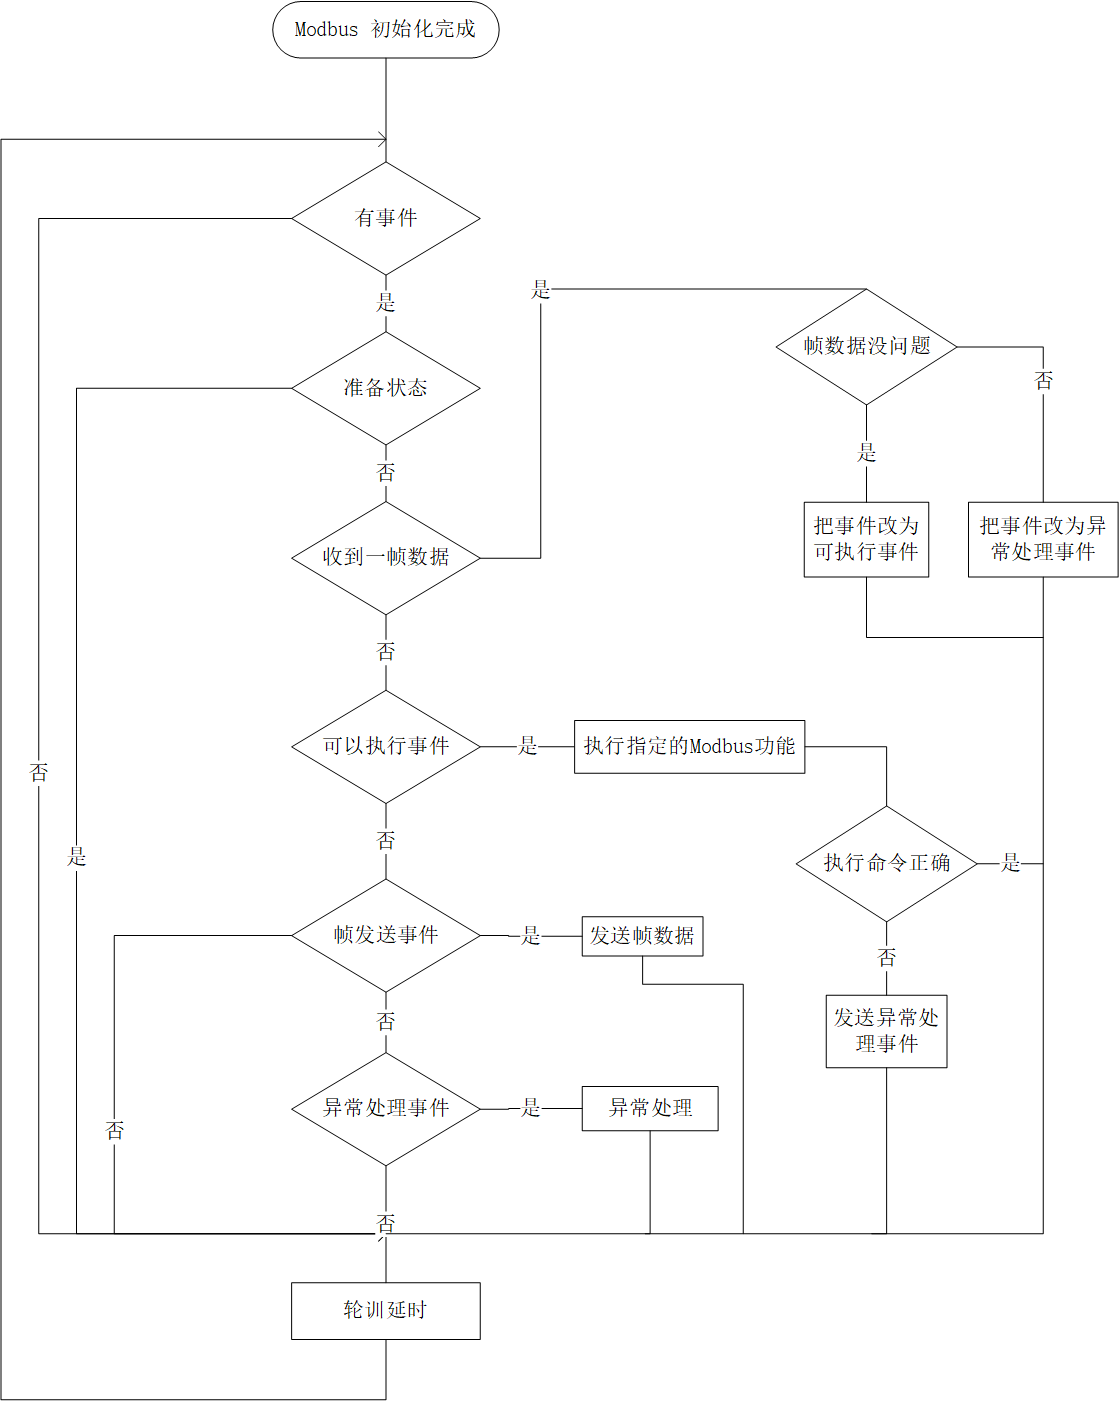 Modbus 初始化完成
有事件
是
是
准备状态
帧数据没问题
否
是
否
把事件改为
可执行事件
把事件改为异
常处理事件
收到一帧数据
否
可以执行事件
是
执行指定的Modbus功能
否
否
是
执行命令正确
是
帧发送事件
是
发送帧数据
否
否
发送异常处
理事件
异常处理事件
是
异常处理
否
否
轮训延时